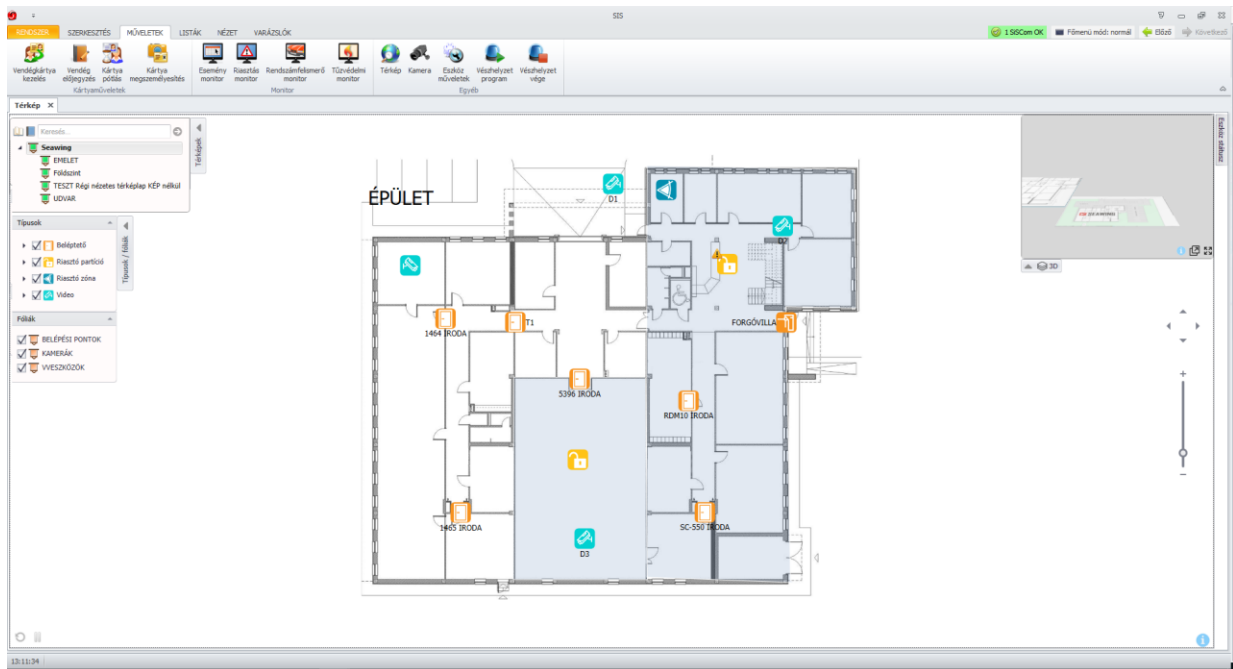 SIS
RENDSZER SZERKESZTÉS MŰVELETEK LISTÁK NÉZET VARÁZSLÓK
1 SISCom OK Főmenü mód: normál Előző Következő
Vendégkártya kezelés
Vendég előjegyzés
Kártya pótlás
Kártya megszemélyesítés
Esemény monitor
Riasztás monitor
Rendszámfelismerő monitor
Tűzvédelmi monitor
Térkép
Kamera
Eszköz műveletek
Vészhelyzet program
Vészhelyzet vége
Kártyaműveletek Monitor Egyéb
Térkép X
Keresés...
Seawing
EMELET
Földszint
TESZT Régi nézetes térképlap KÉP nélkül
UDVAR
Térképek
Típusok
Beléptető
Riasztó partíció
Riasztó zóna
Video
Típusok / fóliák
Fóliák
BELÉPÉSI PONTOK
KAMERÁK
VVESZKÖZÖK
ÉPÜLET
D1
1464 IRODA
T1
FORGÓVILLA
5396 IRODA
RDM10 IRODA
1465 IRODA
SC-550 IRODA
D3
Eszköz státusz
3D
13:11:34